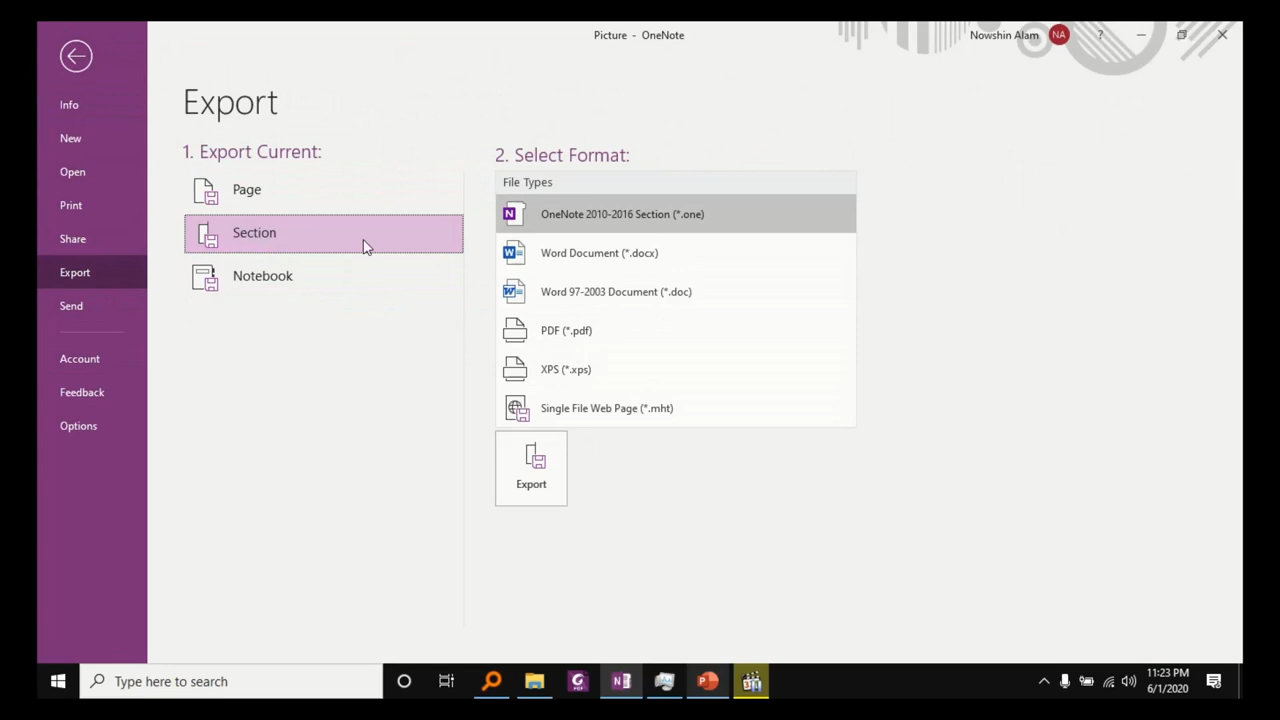 Picture - OneNote
Nowshin Alam NA ?
Info
New
Open
Print
Share
Export
Send
Account
Feedback
Options
Export
1. Export Current:
Page
Section
Notebook
2. Select Format:
File Types
OneNote 2010-2016 Section (*.one)
Word Document (*.docx)
Word 97-2003 Document (*.doc)
PDF (*.pdf)
XPS (*.xps)
Single File Web Page (*.mht)
Export
Type here to search
11:23 PM
6/1/2020